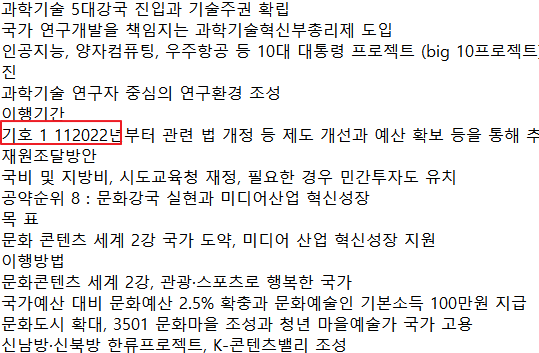 과학기술 5대강국 진입과 기술주권 확립
국가 연구개발을 책임지는 과학기술혁신부총리제 도입
인공지능, 양자컴퓨팅, 우주항공 등 10대 대통령 프로젝트 (big 10프로젝트)
진
과학기술 연구자 중심의 연구환경 조성
이행기간
기호 1 112022년부터 관련 법 개정 등 제도 개선과 예산 확보 등을 통해 추
재원조달방안
국비 및 지방비, 시도교육청 재정, 필요한 경우 민간투자도 유치
공약순위 8 : 문화강국 실현과 미디어산업 혁신성장
목 표
문화 콘텐츠 세계 2강 국가 도약, 미디어 산업 혁신성장 지원
이행방법
문화콘텐츠 세계 2강, 관광·스포츠로 행복한 국가
국가예산 대비 문화예산 2.5% 확충과 문화예술인 기본소득 100만원 지급
문화도시 확대, 3501 문화마을 조성과 청년 마을예술가 국가 고용
신남방·신북방 한류프로젝트, K-콘텐츠밸리 조성